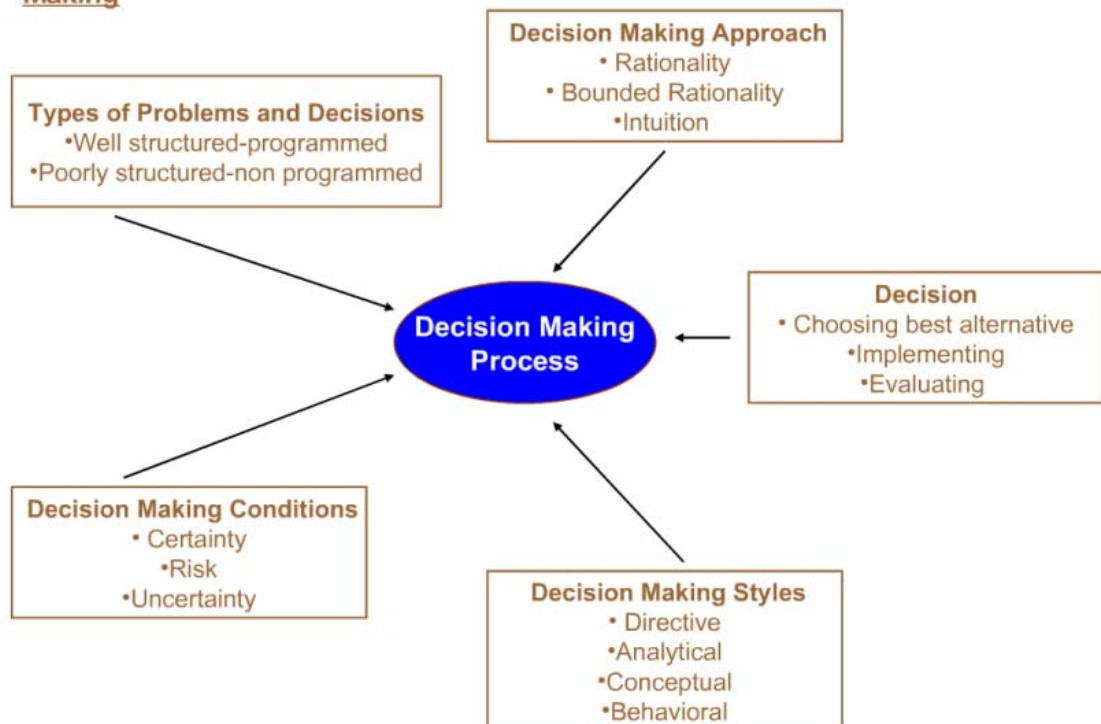 Making
Decision Making Approach
• Rationality
• Bounded Rationality
•Intuition
Types of Problems and Decisions
•Well structured-programmed
•Poorly structured-non programmed
Decision Making
Process
Decision
• Choosing best alternative
•Implementing
•Evaluating
Decision Making Conditions
• Certainty
•Risk
•Uncertainty
Decision Making Styles
• Directive
•Analytical
•Conceptual
•Behavioral